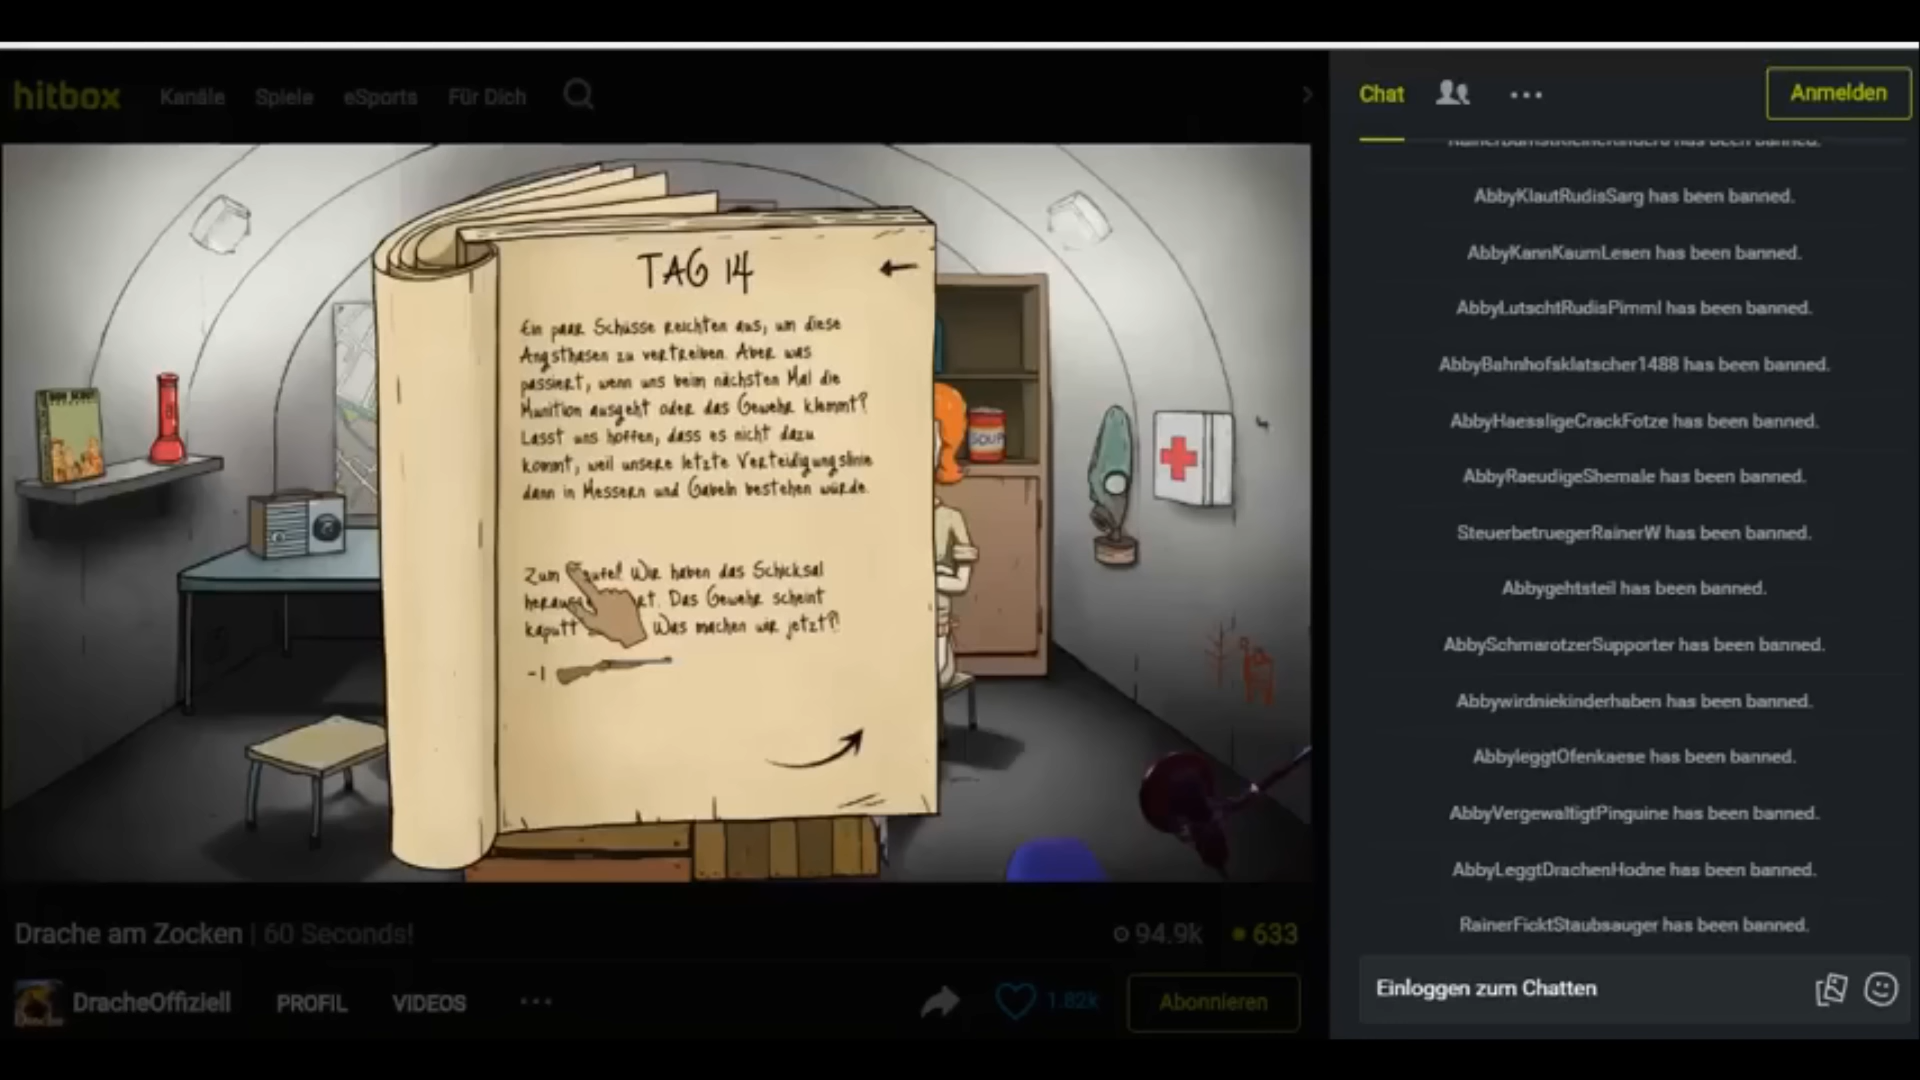 hitbox Kanäle Spiele eSports Für Dich
TAG 14
Ein paar Schüsse reichten aus, um diese
Angsthasen zu vertreiben. Aber was
passiert, wenn uns beim nächsten Mal die
Munition ausgeht oder das Gewehr klemmt?
Lasst uns hoffen, dass es nicht dazu
kommt, weil unsere letzte Verteidigungslinie
dann in Messern und Gabeln bestehen würde.
Zum Wir haben das Schicksal
Das Gewehr scheint
kaputt Was machen wir jetzt?!
-1
SOUP
Drache am Zocken | 60 Seconds!
94.9k 633
DracheOffiziell PROFIL VIDEOS
1.82k Abonnieren
Chat Anmelden
has been banned.
AbbyKlautRudisSarg has been banned.
AbbyKannKaumLesen has been banned.
AbbyLutschtRudisPimml has been banned.
AbbyBahnhofsklatscher1488 has been banned.
AbbyHaessligeCrackFotze has been banned.
AbbyRaeudigeShemale has been banned.
SteuerbetruegerRainerW has been banned.
Abbygehtsteil has been banned.
AbbySchmarotzerSupporter has been banned.
Abbywirdniekinderhaben has been banned.
AbbyleggtOfenkaese has been banned.
AbbyVergewaltigtPinguine has been banned.
AbbyLeggtDrachenHodne has been banned.
RainerFicktStaubsauger has been banned.
Einloggen zum Chatten